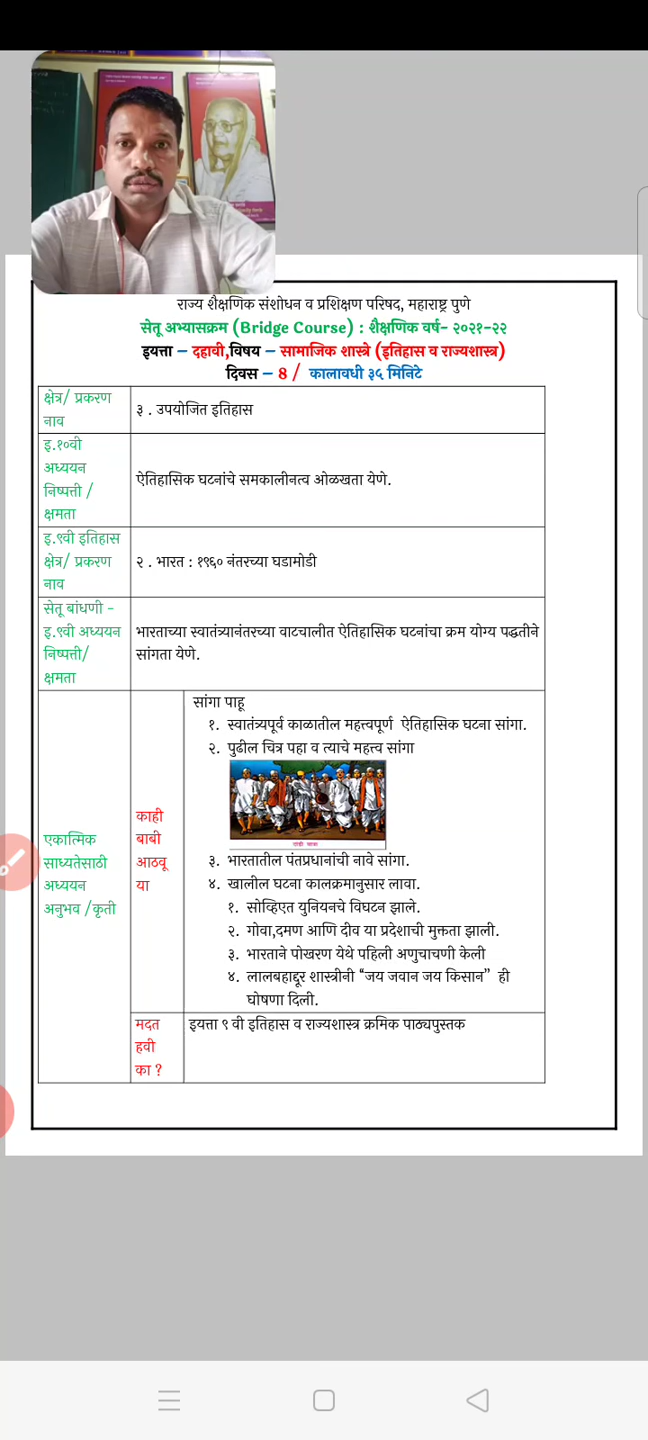 राज्य शैक्षणिक संशोधन व प्रशिक्षण परिषद, महाराष्ट्र पुणे
सेतू अभ्यासक्रम (Bridge Course) : शैक्षणिक वर्ष- २०२१-२२
इयत्ता – दहावी,विषय – सामाजिक शास्त्रे (इतिहास व राज्यशास्त्र)
दिवस – 8 / कालावधी ३५ मिनिटे
क्षेत्र/ प्रकरण
नाव
३ . उपयोजित इतिहास
इ.१०वी
अध्ययन
निष्पत्ती /
क्षमता
ऐतिहासिक घटनांचे समकालीनत्व ओळखता येणे.
इ.९वी इतिहास
क्षेत्र/ प्रकरण
नाव
२ . भारत : १९६० नंतरच्या घडामोडी
सेतू बांधणी -
इ.९वी अध्ययन
निष्पत्ती/
क्षमता
भारताच्या स्वातंत्र्यानंतरच्या वाटचालीत ऐतिहासिक घटनांचा क्रम योग्य पद्धतीने
सांगता येणे.
एकात्मिक
साध्यतेसाठी
अध्ययन
अनुभव /कृती
काही
बाबी
आठवू
या
सांगा पाहू
१. स्वातंत्र्यपूर्व काळातील महत्त्वपूर्ण ऐतिहासिक घटना सांगा.
२. पुढील चित्र पहा व त्याचे महत्त्व सांगा
दांडी यात्रा
३. भारतातील पंतप्रधानांची नावे सांगा.
४. खालील घटना कालक्रमानुसार लावा.
१. सोव्हिएत युनियनचे विघटन झाले.
२. गोवा,दमण आणि दीव या प्रदेशाची मुक्तता झाली.
३. भारताने पोखरण येथे पहिली अणुचाचणी केली
४. लालबहाद्दूर शास्त्रीनी “जय जवान जय किसान” ही
घोषणा दिली.
मदत
हवी
का ?
इयत्ता ९ वी इतिहास व राज्यशास्त्र क्रमिक पाठ्यपुस्तक